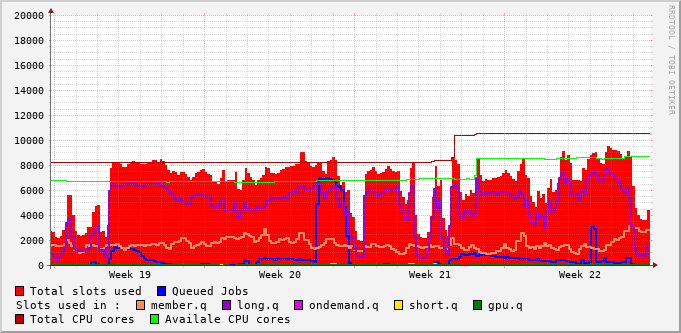 20000
18000
16000
14000
12000
10000
8000
6000
4000
2000
0
Week 19 Week 20 Week 21 Week 22
RRDTOOL / TOBI OETIKER
Total slots used Queued Jobs
Slots used in : member.q long.q ondemand.q short.q gpu.q
Total CPU cores Availale CPU cores